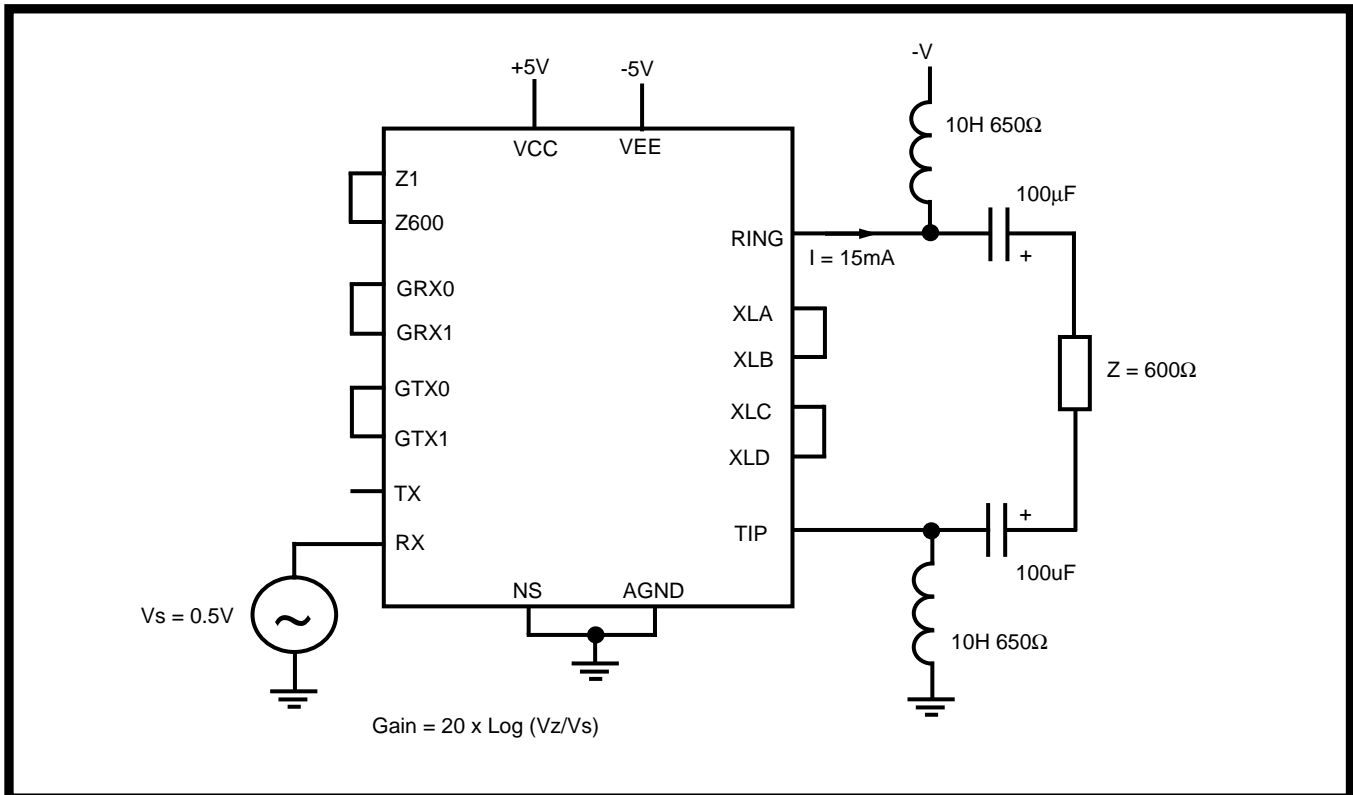 -V
+5V
-5V
10H 650Ω
VCC
VEE
Z1
100μF
Z600
RING
+
I = 15mA
GRX0
XLA
GRX1
XLB
Z = 600Ω
GTX0
XLC
GTX1
XLD
TX
+
TIP
RX
100uF
NS
AGND
Vs = 0.5V
~
10H 650Ω
Gain = 20 x Log (Vz/Vs)